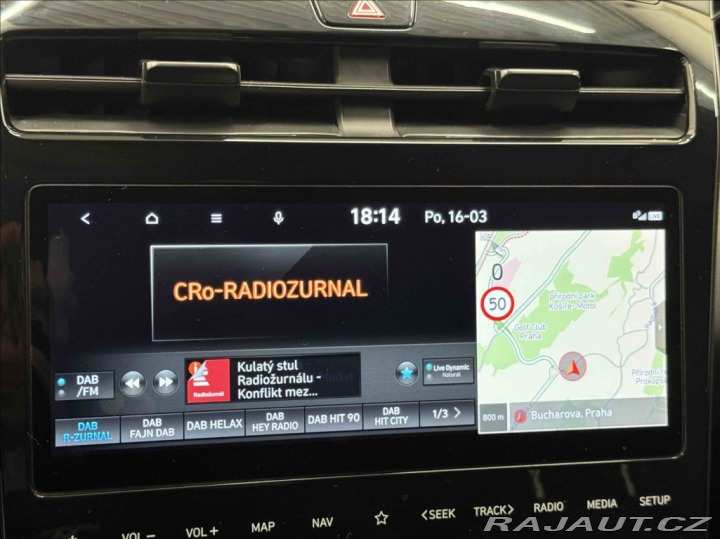 18:14
Po, 16-03
LIVE
CRo-RADIOZURNAL
DAB
/FM
Radiožurnál
Kulatý stul
Radiožurnálu -
Konflikt mez...
Live Dynamic
Natural
DAB
R-ZURNAL
DAB
FAJN DAB
DAB HELAX
DAB
HEY RADIO
DAB HIT 90
DAB
HIT CITY
1/3 >
0
50
přírodní park
Košíře-Motol
Golf Club
Praha
přírodní
Prokops
800 m
Bucharova, Praha
VOL -
VOL +
MAP
NAV
<SEEK
TRACK>
RADIO
MEDIA
SETUP
RAJAUT.CZ